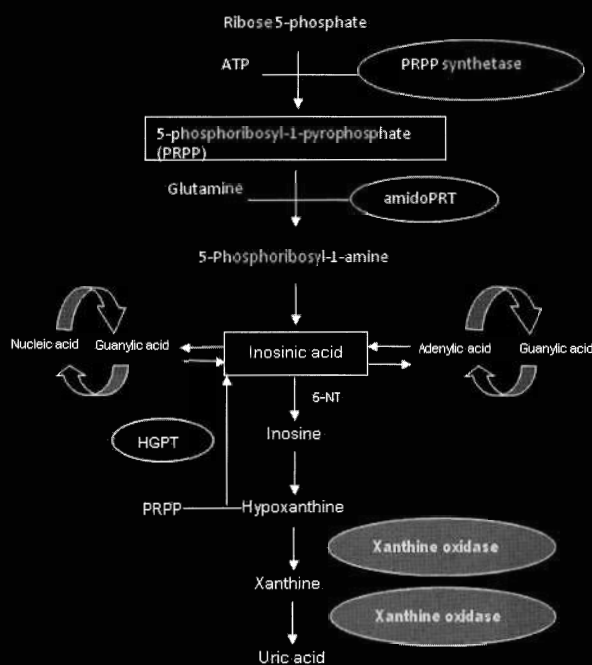 Ribose 5-phosphate
ATP
PRPP synthetase
5-phosphoribosyl-1-pyrophosphate
(PRPP)
Glutamine
amidoPRT
5-Phosphoribosyl-1-amine
Nucleic acid
Guanylic acid
Inosinic acid
Adenylic acid
Guanylic acid
5-NT
Inosine
HGPT
PRPP
Hypoxanthine
Xanthine oxidase
Xanthine
Xanthine oxidase
Uric acid